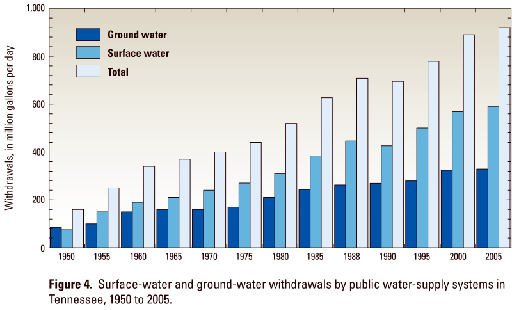 1,000
800
600
400
200
0
Withdrawals, in million gallons per day
Ground water
Surface water
Total
1950 1955 1960 1965 1970 1975 1980 1985 1988 1990 1995 2000 2005
Figure 4. Surface-water and ground-water withdrawals by public water-supply systems in
Tennessee, 1950 to 2005.